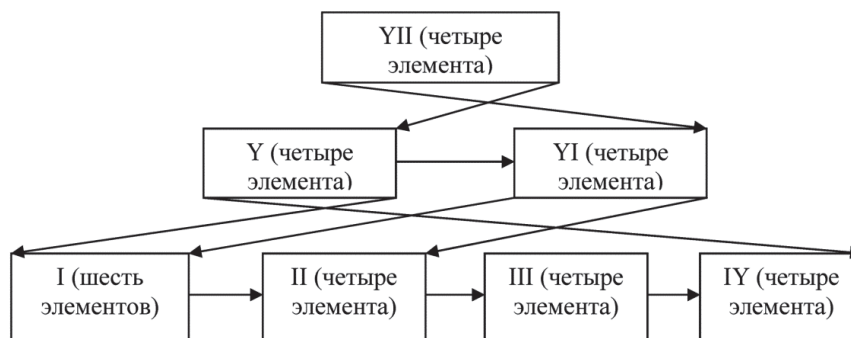 YII (четыре
элемента)
Y (четыре
элемента)
YI (четыре
элемента)
I (шесть
элементов)
II (четыре
элемента)
III (четыре
элемента)
IY (четыре
элемента)